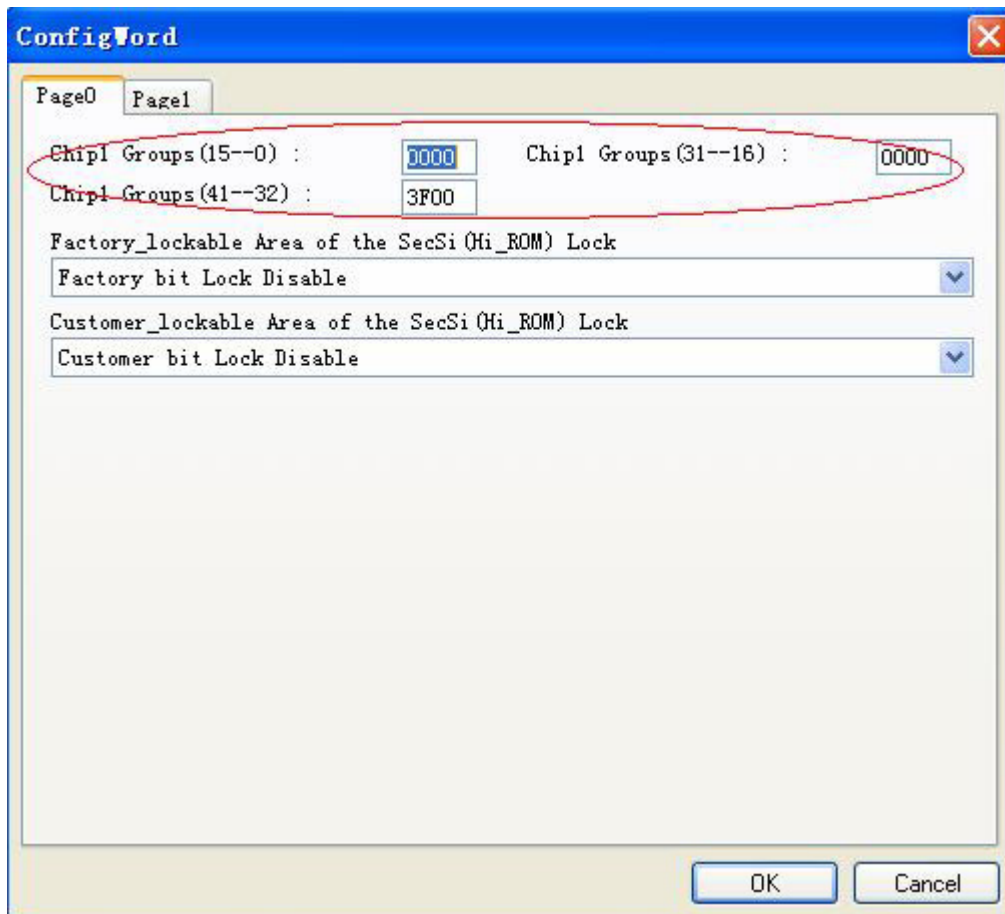 ConfigWord
Page0 Page1
Chip1 Groups(15--0) : 0000 Chip1 Groups(31--16) : 0000
Chip1 Groups(41--32) : 3F00
Factory_lockable Area of the SecSi(Hi_ROM) Lock
Factory bit Lock Disable
Customer_lockable Area of the SecSi(Hi_ROM) Lock
Customer bit Lock Disable
OK Cancel